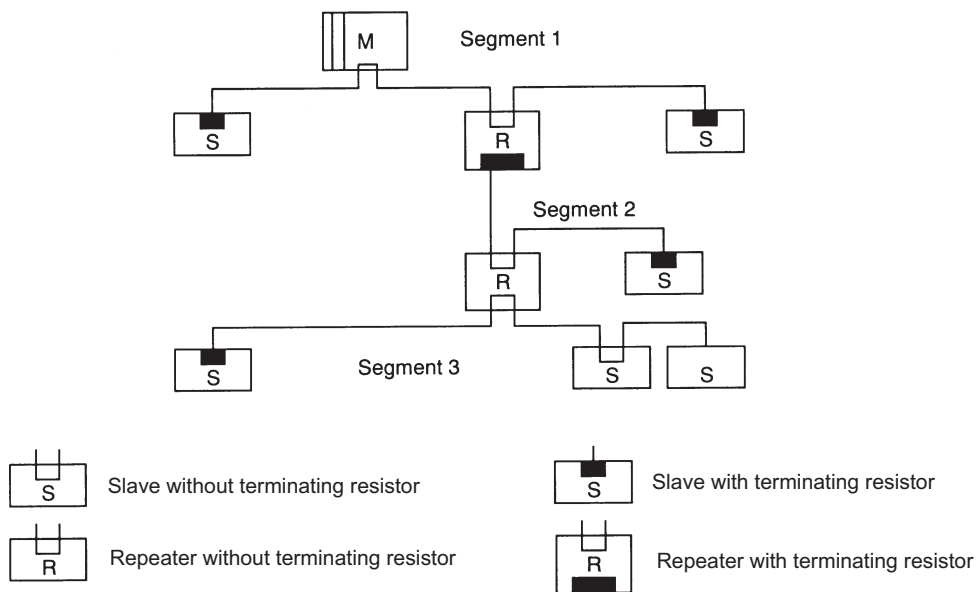 M
Segment 1
S
R
S
Segment 2
R
S
Segment 3
S
S
S
S
Slave without terminating resistor
S
Slave with terminating resistor
R
Repeater without terminating resistor
R
Repeater with terminating resistor